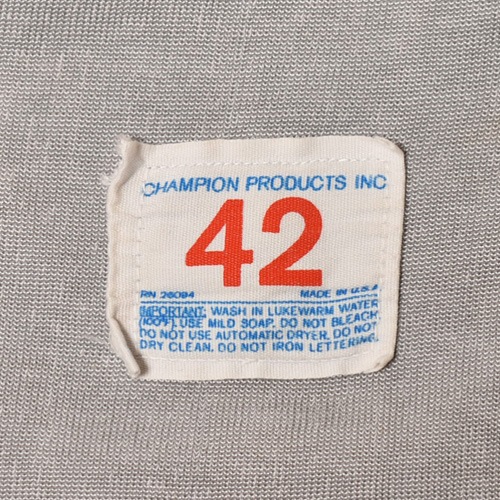 CHAMPION PRODUCTS INC
42
RN 26094 MADE IN U.S.A
IMPORTANT: WASH IN LUKEWARM WATER
(100°F). USE MILD SOAP. DO NOT BLEACH.
DO NOT USE AUTOMATIC DRYER. DO NOT
DRY CLEAN. DO NOT IRON LETTERING.